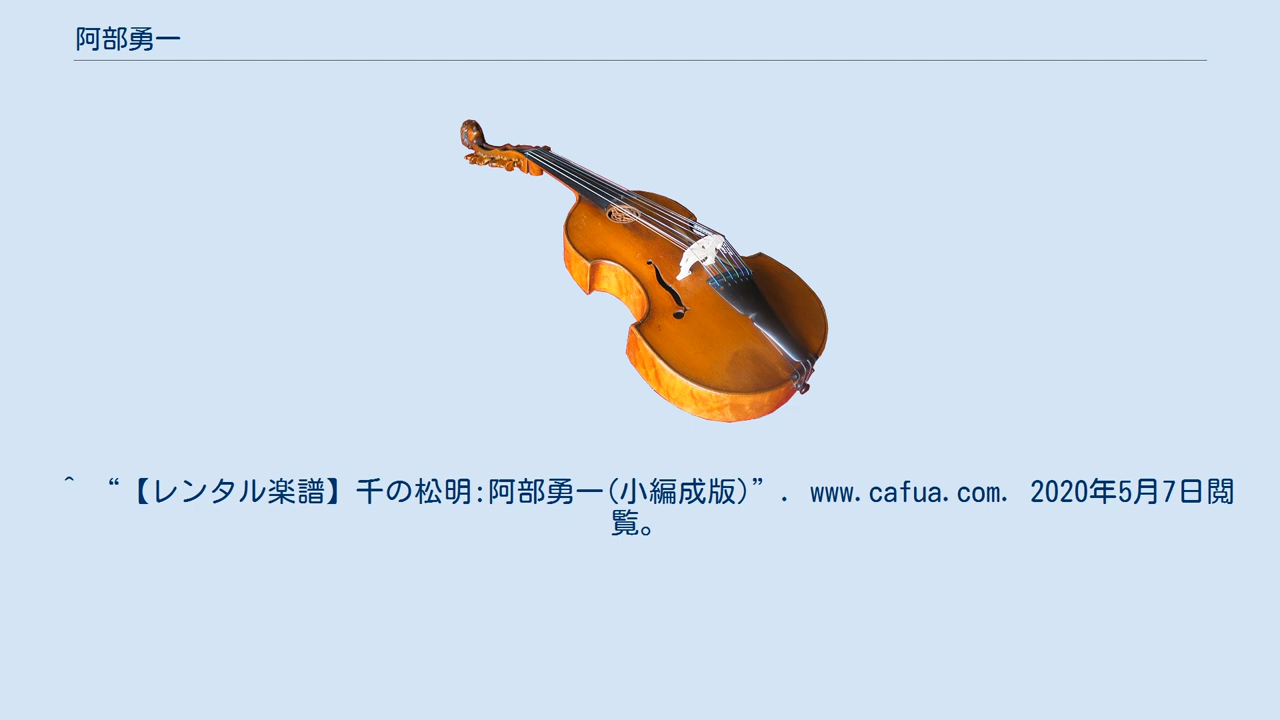 阿部勇一
^ “【レンタル楽譜】千の松明:阿部勇一(小編成版)”. www.cafua.com. 2020年5月7日閲
覧。